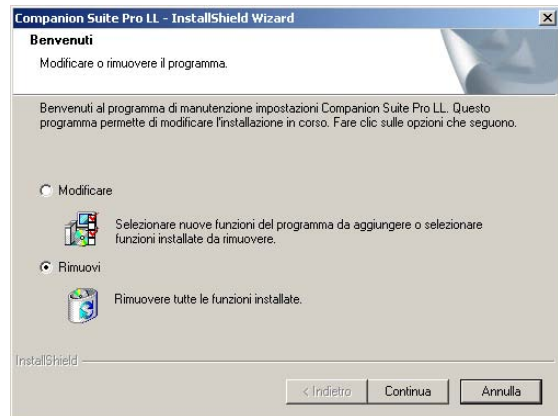 Companion Suite Pro LL - InstallShield Wizard
Benvenuti
Modificare o rimuovere il programma.
Benvenuti al programma di manutenzione impostazioni Companion Suite Pro LL. Questo
programma permette di modificare l'installazione in corso. Fare clic sulle opzioni che seguono.
Modificare
Selezionare nuove funzioni del programma da aggiungere o selezionare
funzioni installate da rimuovere.
Rimuovi
Rimuovere tutte le funzioni installate.
InstallShield
< Indietro Continua Annulla